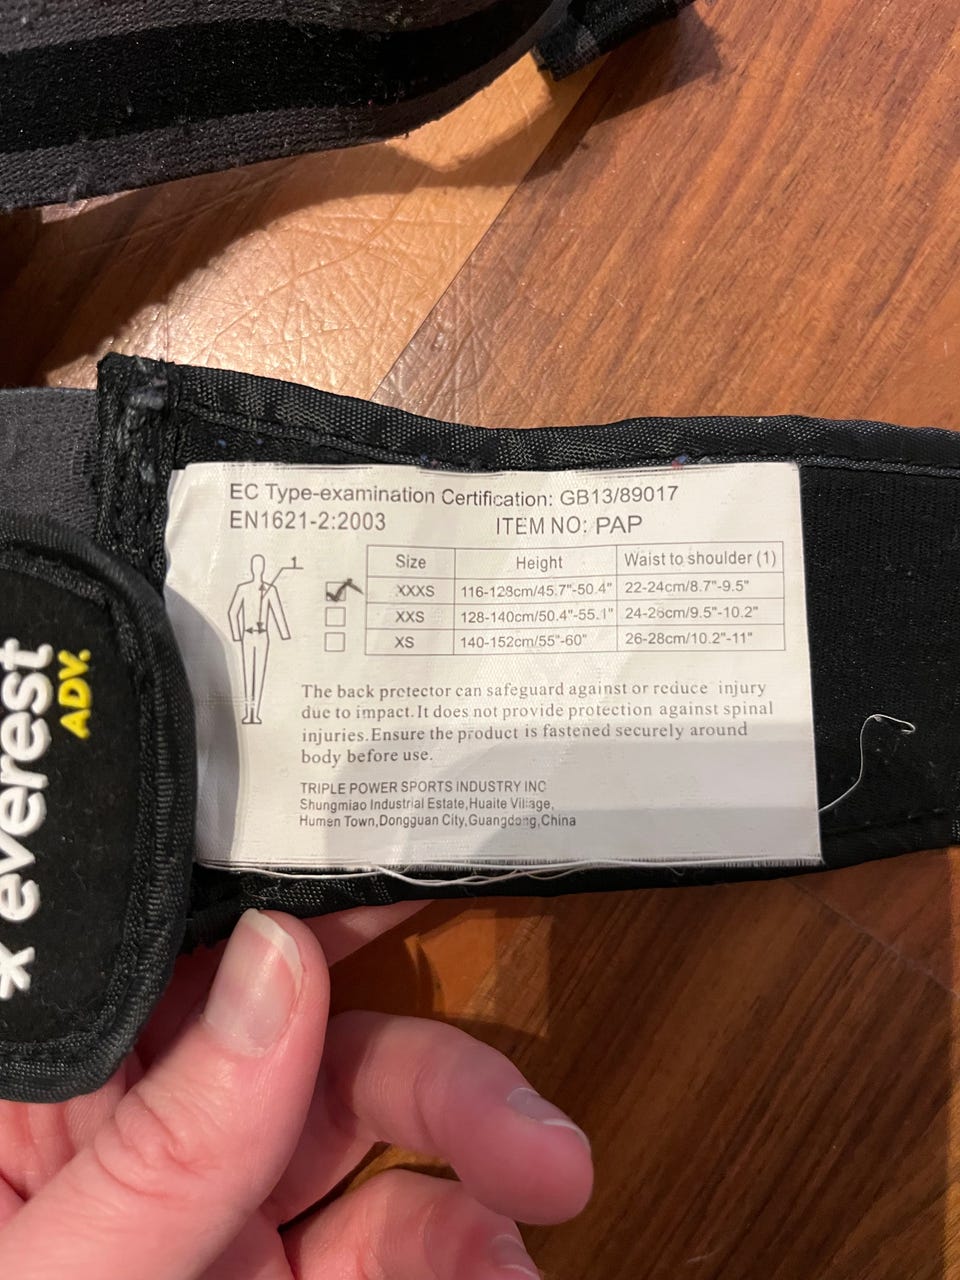 EC Type-examination Certification: GB13/89017
EN1621-2:2003 ITEM NO: PAP
1
Size Height Waist to shoulder (1)
XXXS 116-128cm/45.7"-50.4" 22-24cm/8.7"-9.5"
XXS 128-140cm/50.4"-55.1" 24-26cm/9.5"-10.2"
XS 140-152cm/55"-60" 26-28cm/10.2"-11"
The back protector can safeguard against or reduce injury
due to impact.It does not provide protection against spinal
injuries.Ensure the product is fastened securely around
body before use.
TRIPLE POWER SPORTS INDUSTRY INC
Shungmiao Industrial Estate,Huaite Village,
Humen Town,Dongguan City,Guangdong,China
everest
ADV.